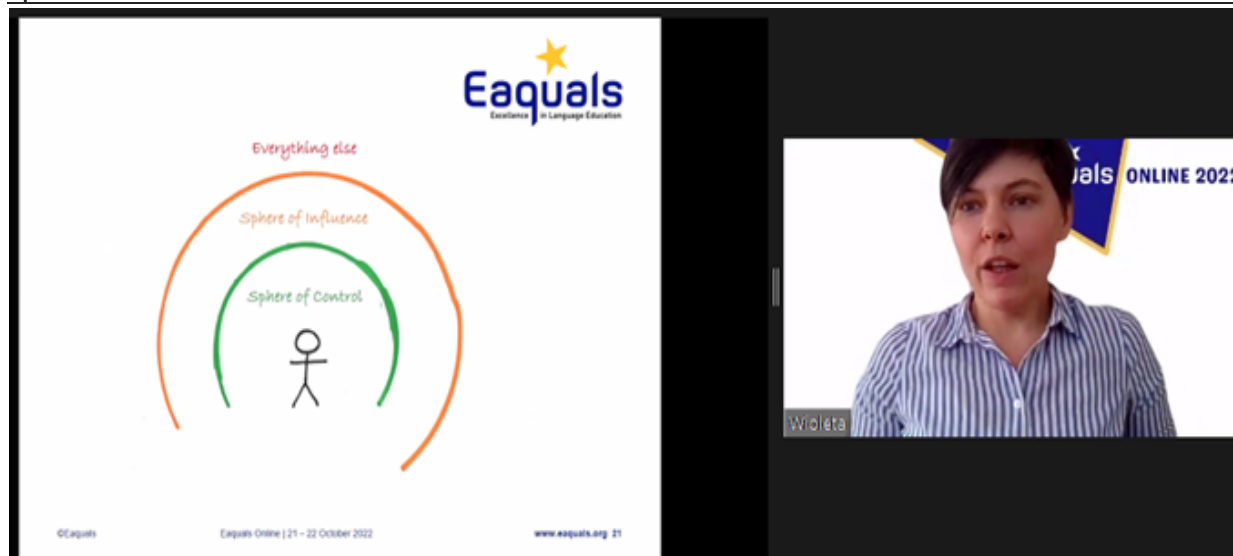 Eaquals
Excellence in Language Education
Everything else
Sphere of Influence
Sphere of Control
©Eaquals
Eaquals Online | 21 – 22 October 2022
www.eaquals.org 21
uals ONLINE 2022
Wioleta